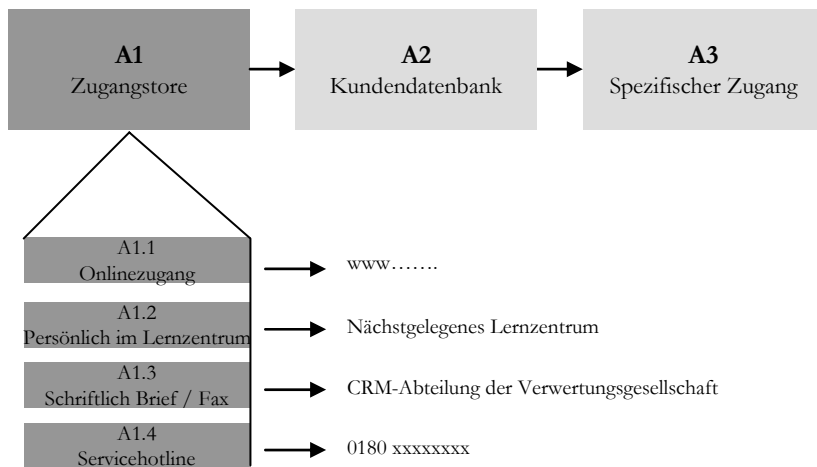 A1
Zugangstore
A2
Kundendatenbank
A3
Spezifischer Zugang
A1.1
Onlinezugang
www…….
A1.2
Persönlich im Lernzentrum
Nächstgelegenes Lernzentrum
A1.3
Schriftlich Brief / Fax
CRM-Abteilung der Verwertungsgesellschaft
A1.4
Servicehotline
0180 xxxxxxxx